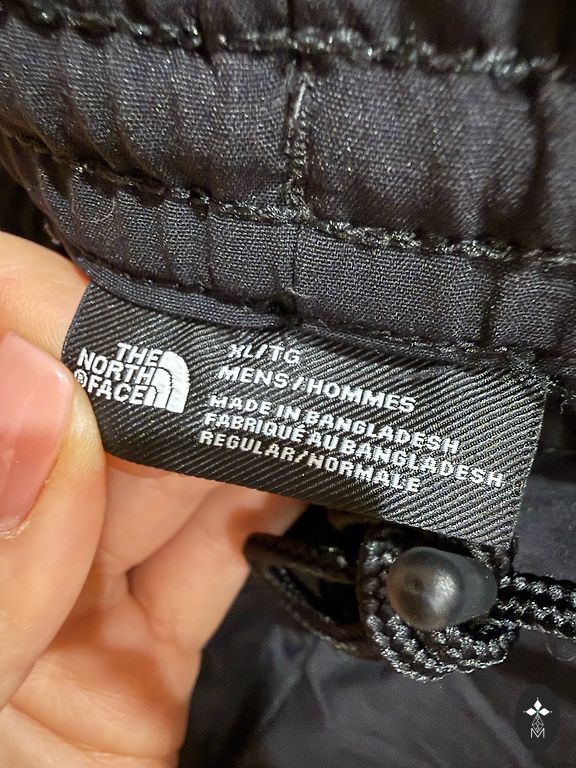 THE
NORTH
FACE
®
XL/TG
MENS/HOMMES
MADE IN BANGLADESH
FABRIQUÉ AU BANGLADESH
REGULAR/NORMALE
M